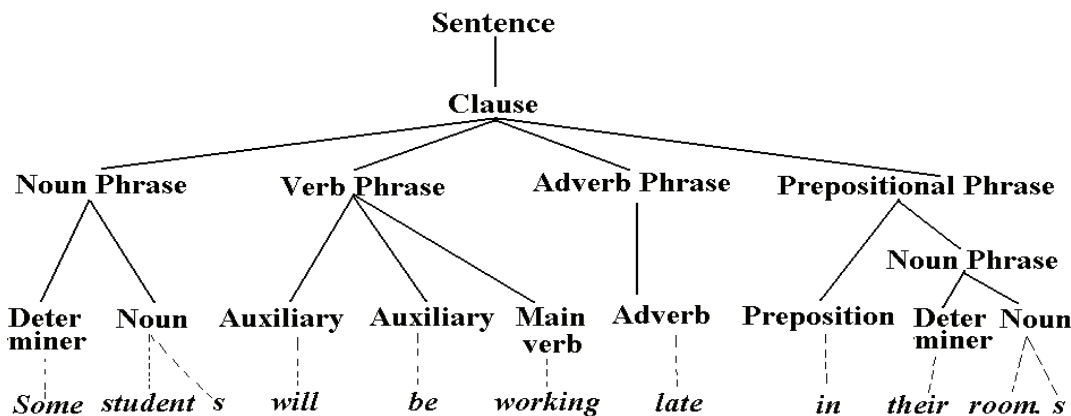 Sentence
Clause
Noun Phrase Verb Phrase Adverb Phrase Prepositional Phrase
Noun Phrase
Deter miner Noun Auxiliary Auxiliary Main verb Adverb Preposition Deter miner Noun
Some student s will be working late in their room. s